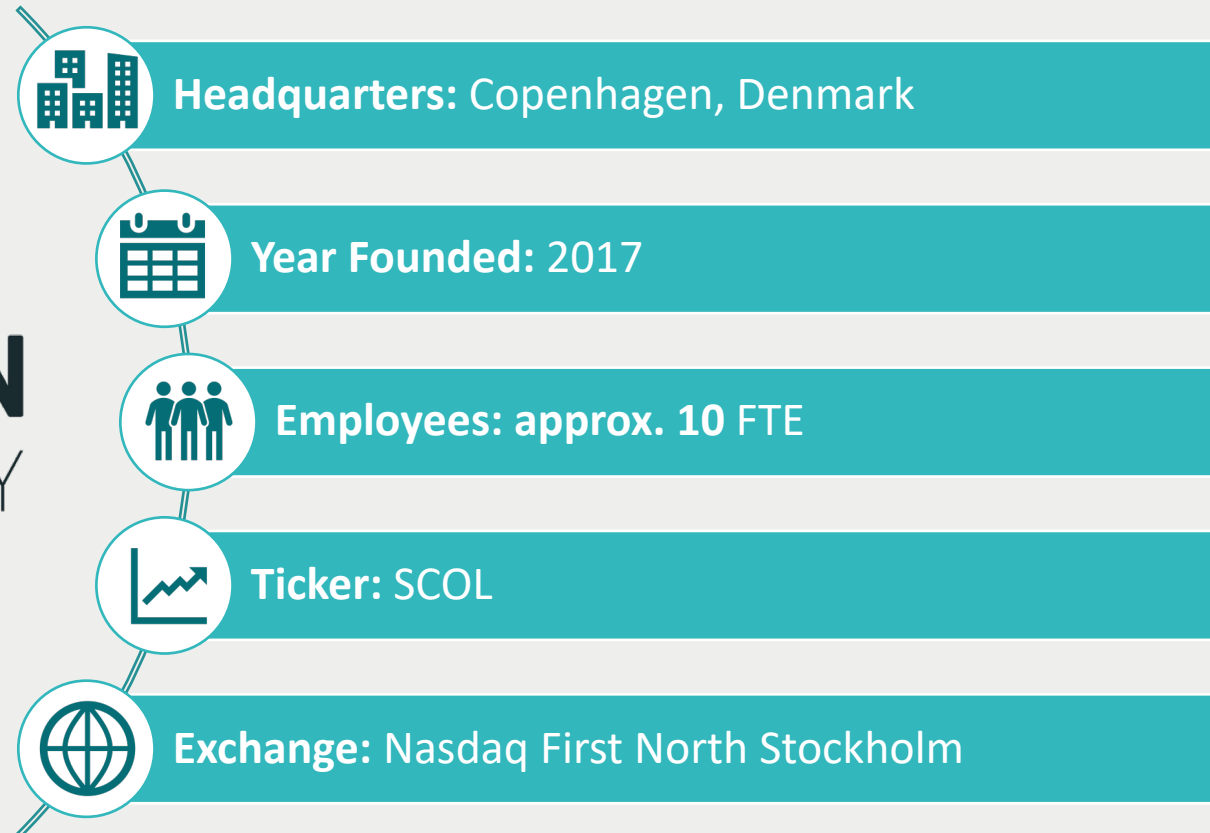 Headquarters: Copenhagen, Denmark
Year Founded: 2017
N
Employees: approx. 10 FTE
Y
Ticker: SCOL
Exchange: Nasdaq First North Stockholm